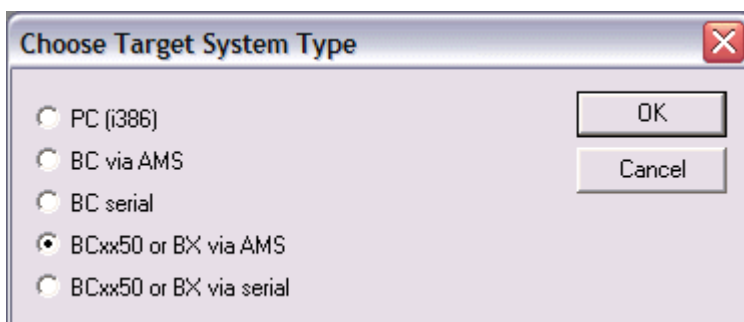 Choose Target System Type
PC (i386)
OK
BC via AMS
Cancel
BC serial
BCxx50 or BX via AMS
BCxx50 or BX via serial